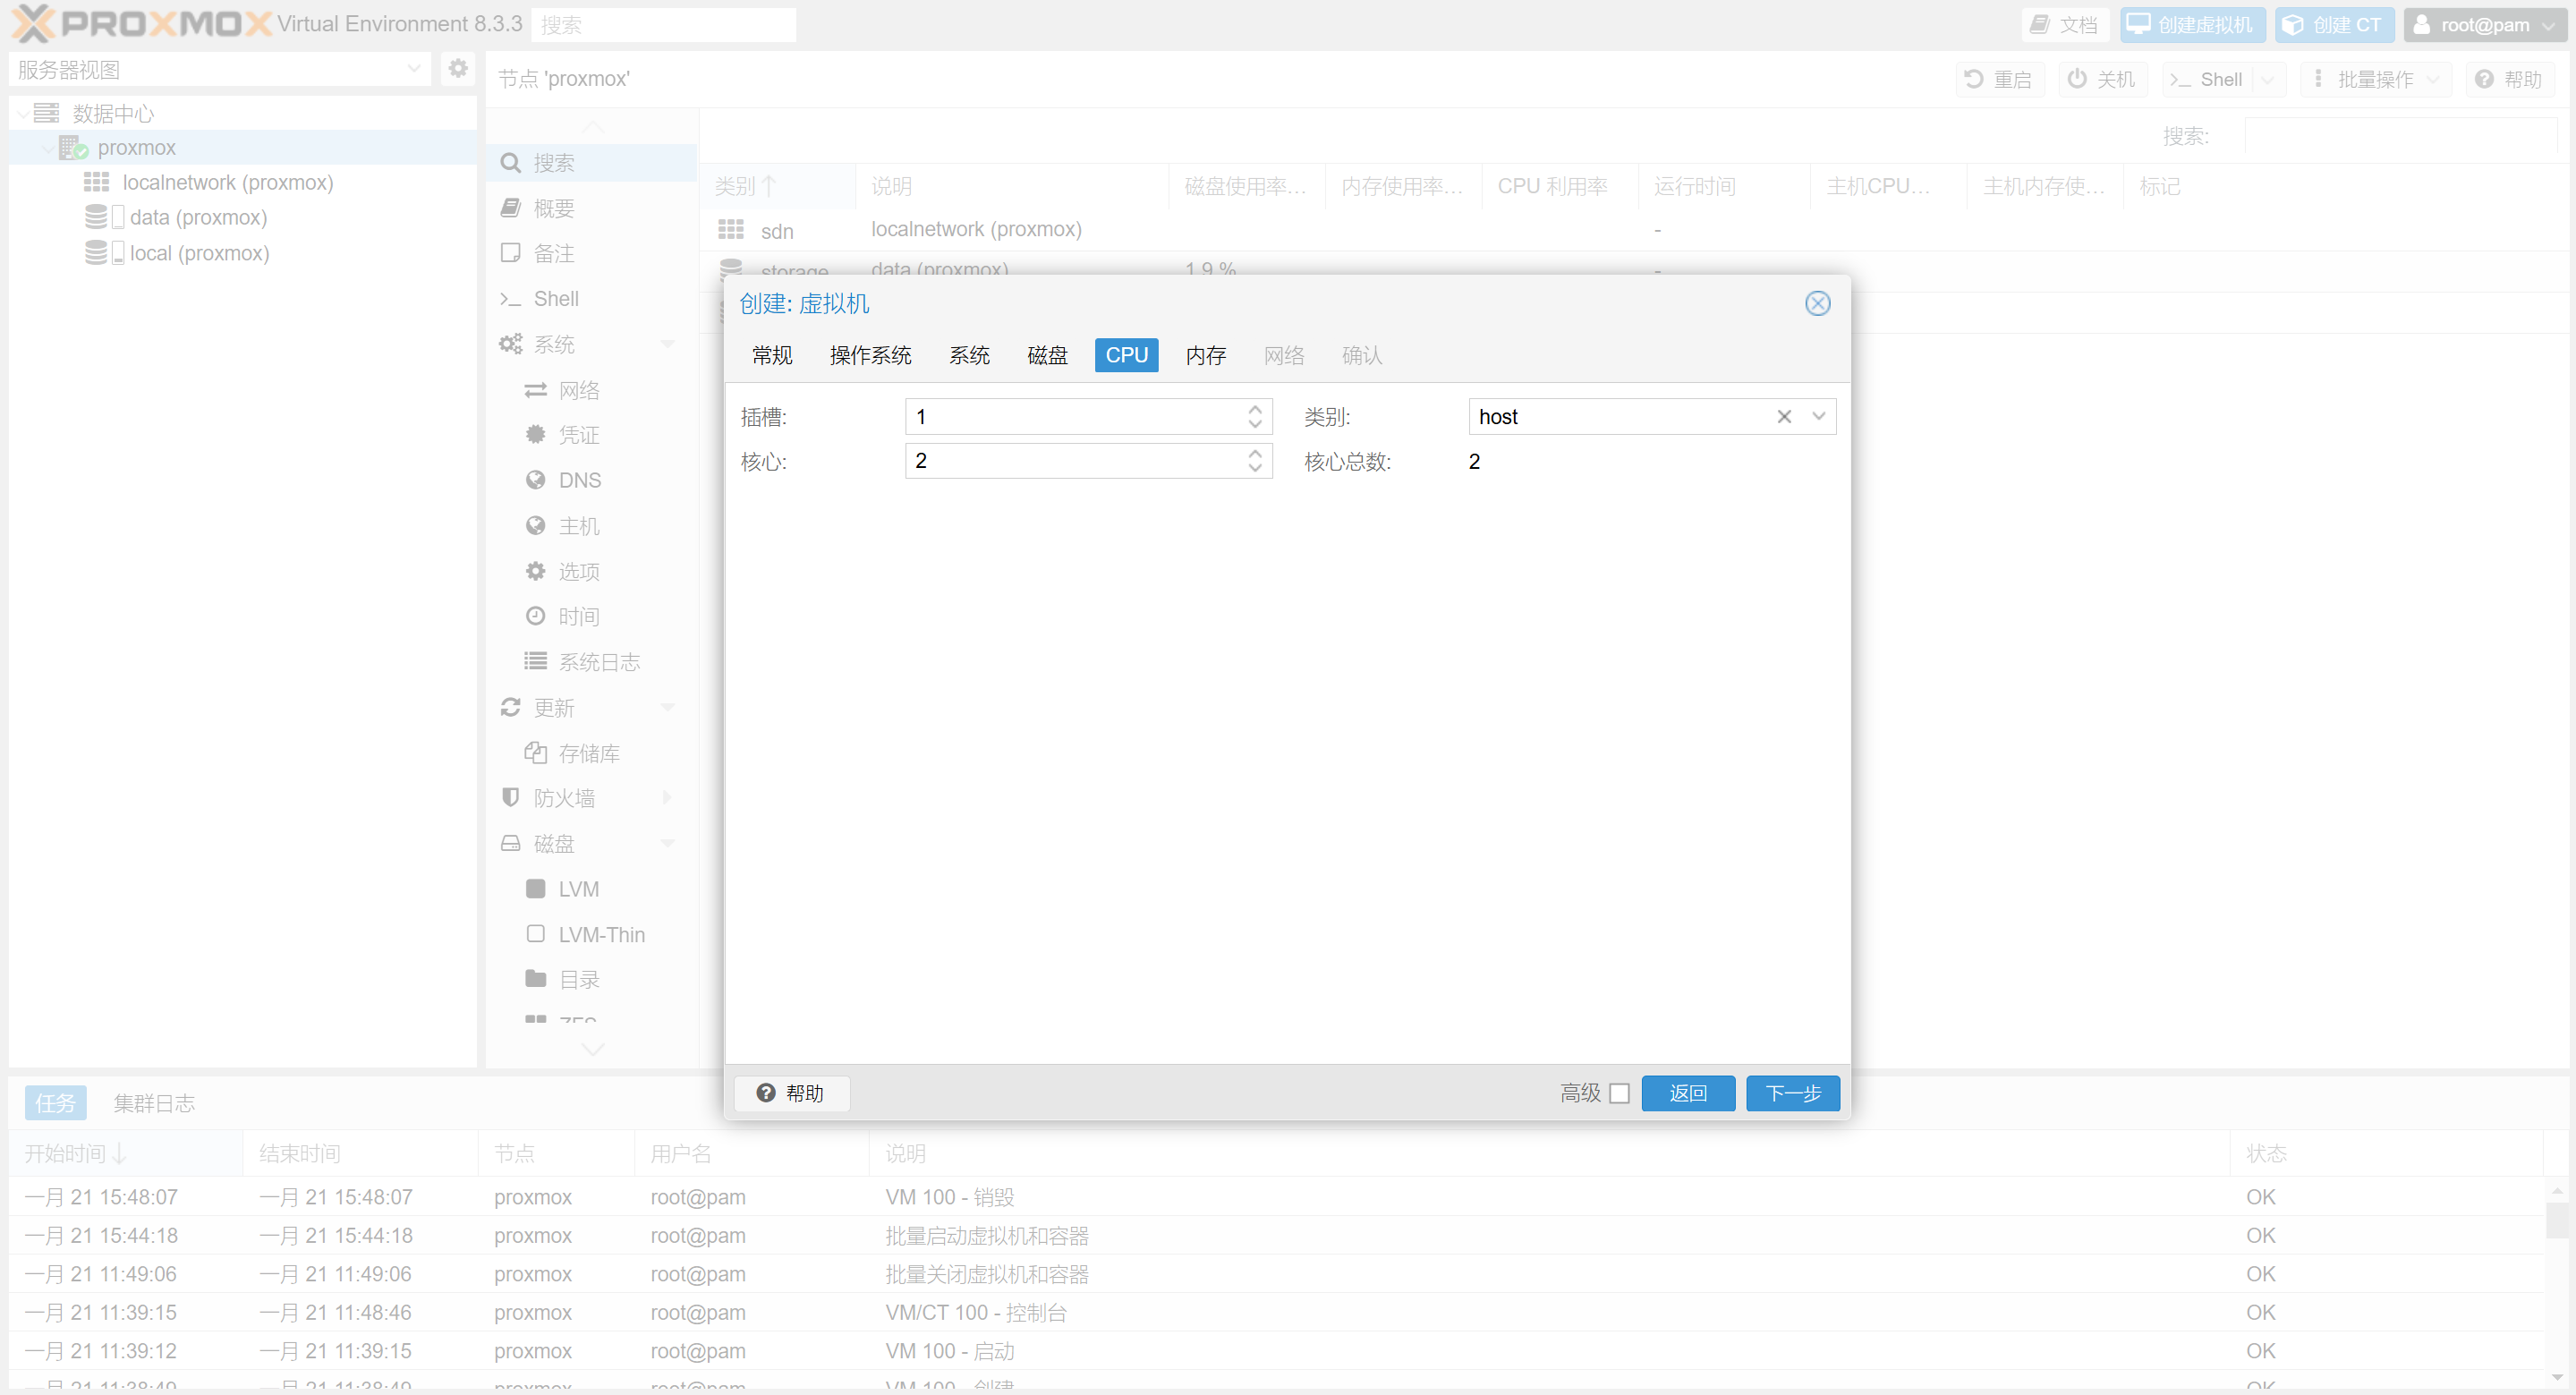 PROXMOX Virtual Environment 8.3.3 搜索 文档 创建虚拟机 创建 CT root@pam
服务器视图
节点 'proxmox' 重启 关机 Shell 批量操作 帮助
数据中心
proxmox
localnetwork (proxmox)
data (proxmox)
local (proxmox)
搜索
概要
备注
Shell
系统
网络
凭证
DNS
主机
选项
时间
系统日志
更新
存储库
防火墙
磁盘
LVM
LVM-Thin
目录
ZFS
搜索:
类别 说明 磁盘使用率... 内存使用率... CPU 利用率 运行时间 主机CPU... 主机内存使... 标记
sdn localnetwork (proxmox) -
storage data (proxmox) 1.9 % -
创建: 虚拟机
常规 操作系统 系统 磁盘 CPU 内存 网络 确认
插槽: 1 类别: host
核心: 2 核心总数: 2
帮助 高级 返回 下一步
任务 集群日志
开始时间 结束时间 节点 用户名 说明 状态
一月 21 15:48:07 一月 21 15:48:07 proxmox root@pam VM 100 - 销毁 OK
一月 21 15:44:18 一月 21 15:44:18 proxmox root@pam 批量启动虚拟机和容器 OK
一月 21 11:49:06 一月 21 11:49:06 proxmox root@pam 批量关闭虚拟机和容器 OK
一月 21 11:39:15 一月 21 11:48:46 proxmox root@pam VM/CT 100 - 控制台 OK
一月 21 11:39:12 一月 21 11:39:15 proxmox root@pam VM 100 - 启动 OK
一月 21 11:38:49 一月 21 11:38:49 proxmox root@pam VM 100 - 创建 OK